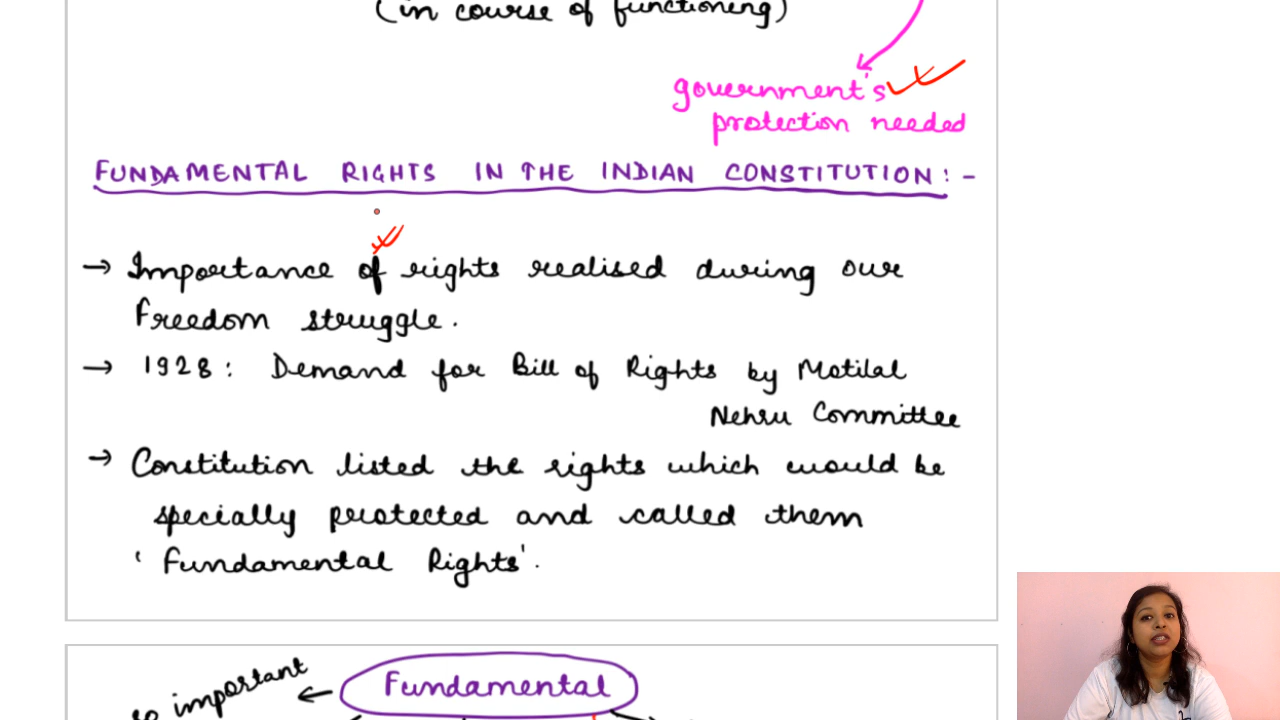 (in course of functioning)
government's
protection needed
FUNDAMENTAL RIGHTS IN THE INDIAN CONSTITUTION:-
→ Importance of rights realised during our
freedom struggle.
→ 1928: Demand for Bill of Rights by Motilal
Nehru Committee
→ Constitution listed the rights which would be
specially protected and called them
'Fundamental Rights'.
so important ← Fundamental